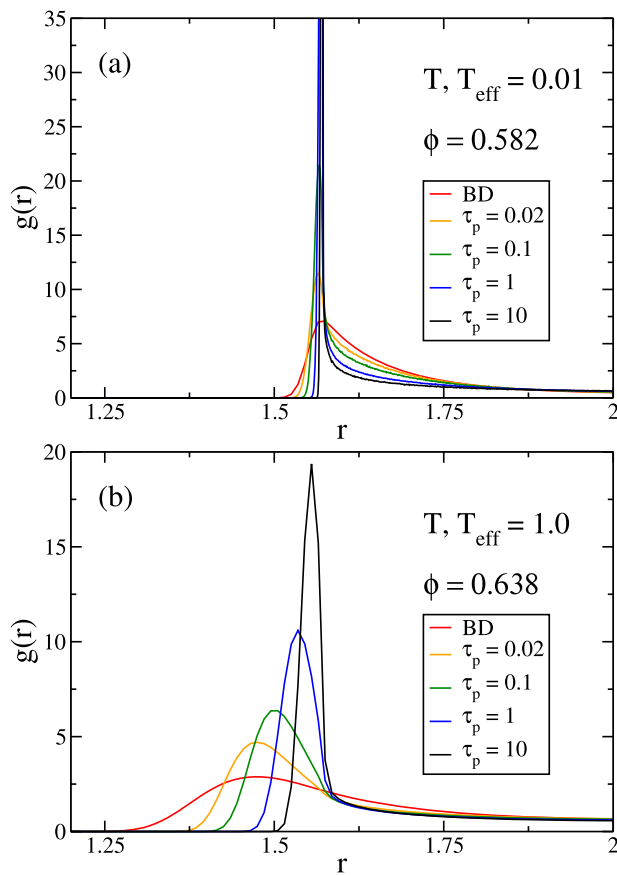 35
30
25
20
15
10
5
0
g(r)
(a)
T, T_eff = 0.01
ϕ = 0.582
BD
τ_p = 0.02
τ_p = 0.1
τ_p = 1
τ_p = 10
1.25
1.5
1.75
2
r
20
15
10
5
0
g(r)
(b)
T, T_eff = 1.0
ϕ = 0.638
BD
τ_p = 0.02
τ_p = 0.1
τ_p = 1
τ_p = 10
1.25
1.5
1.75
2
r